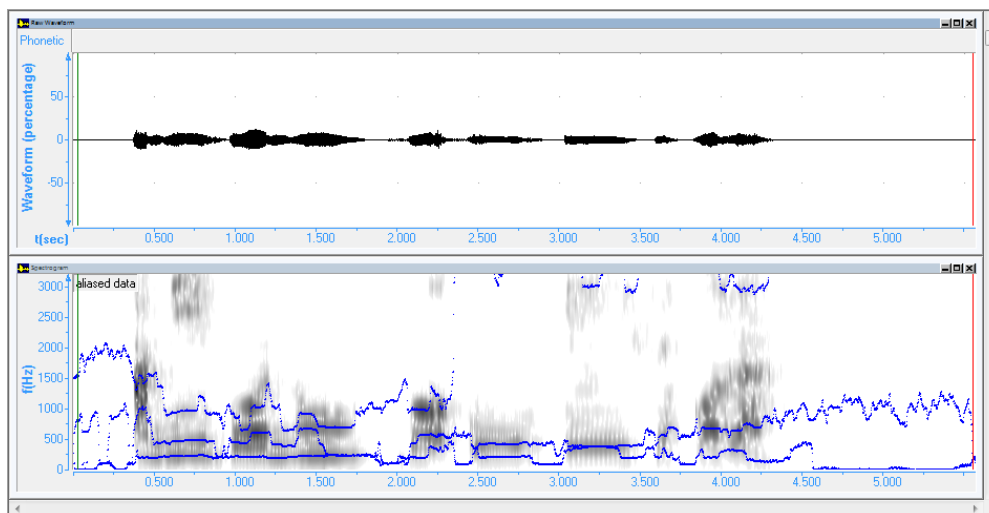 Raw Waveform
Phonetic
Waveform (percentage)
50
0
-50
t(sec)
0.500 1.000 1.500 2.000 2.500 3.000 3.500 4.000 4.500 5.000
Spectrogram
aliased data
f(Hz)
3000
2500
2000
1500
1000
500
0
0.500 1.000 1.500 2.000 2.500 3.000 3.500 4.000 4.500 5.000